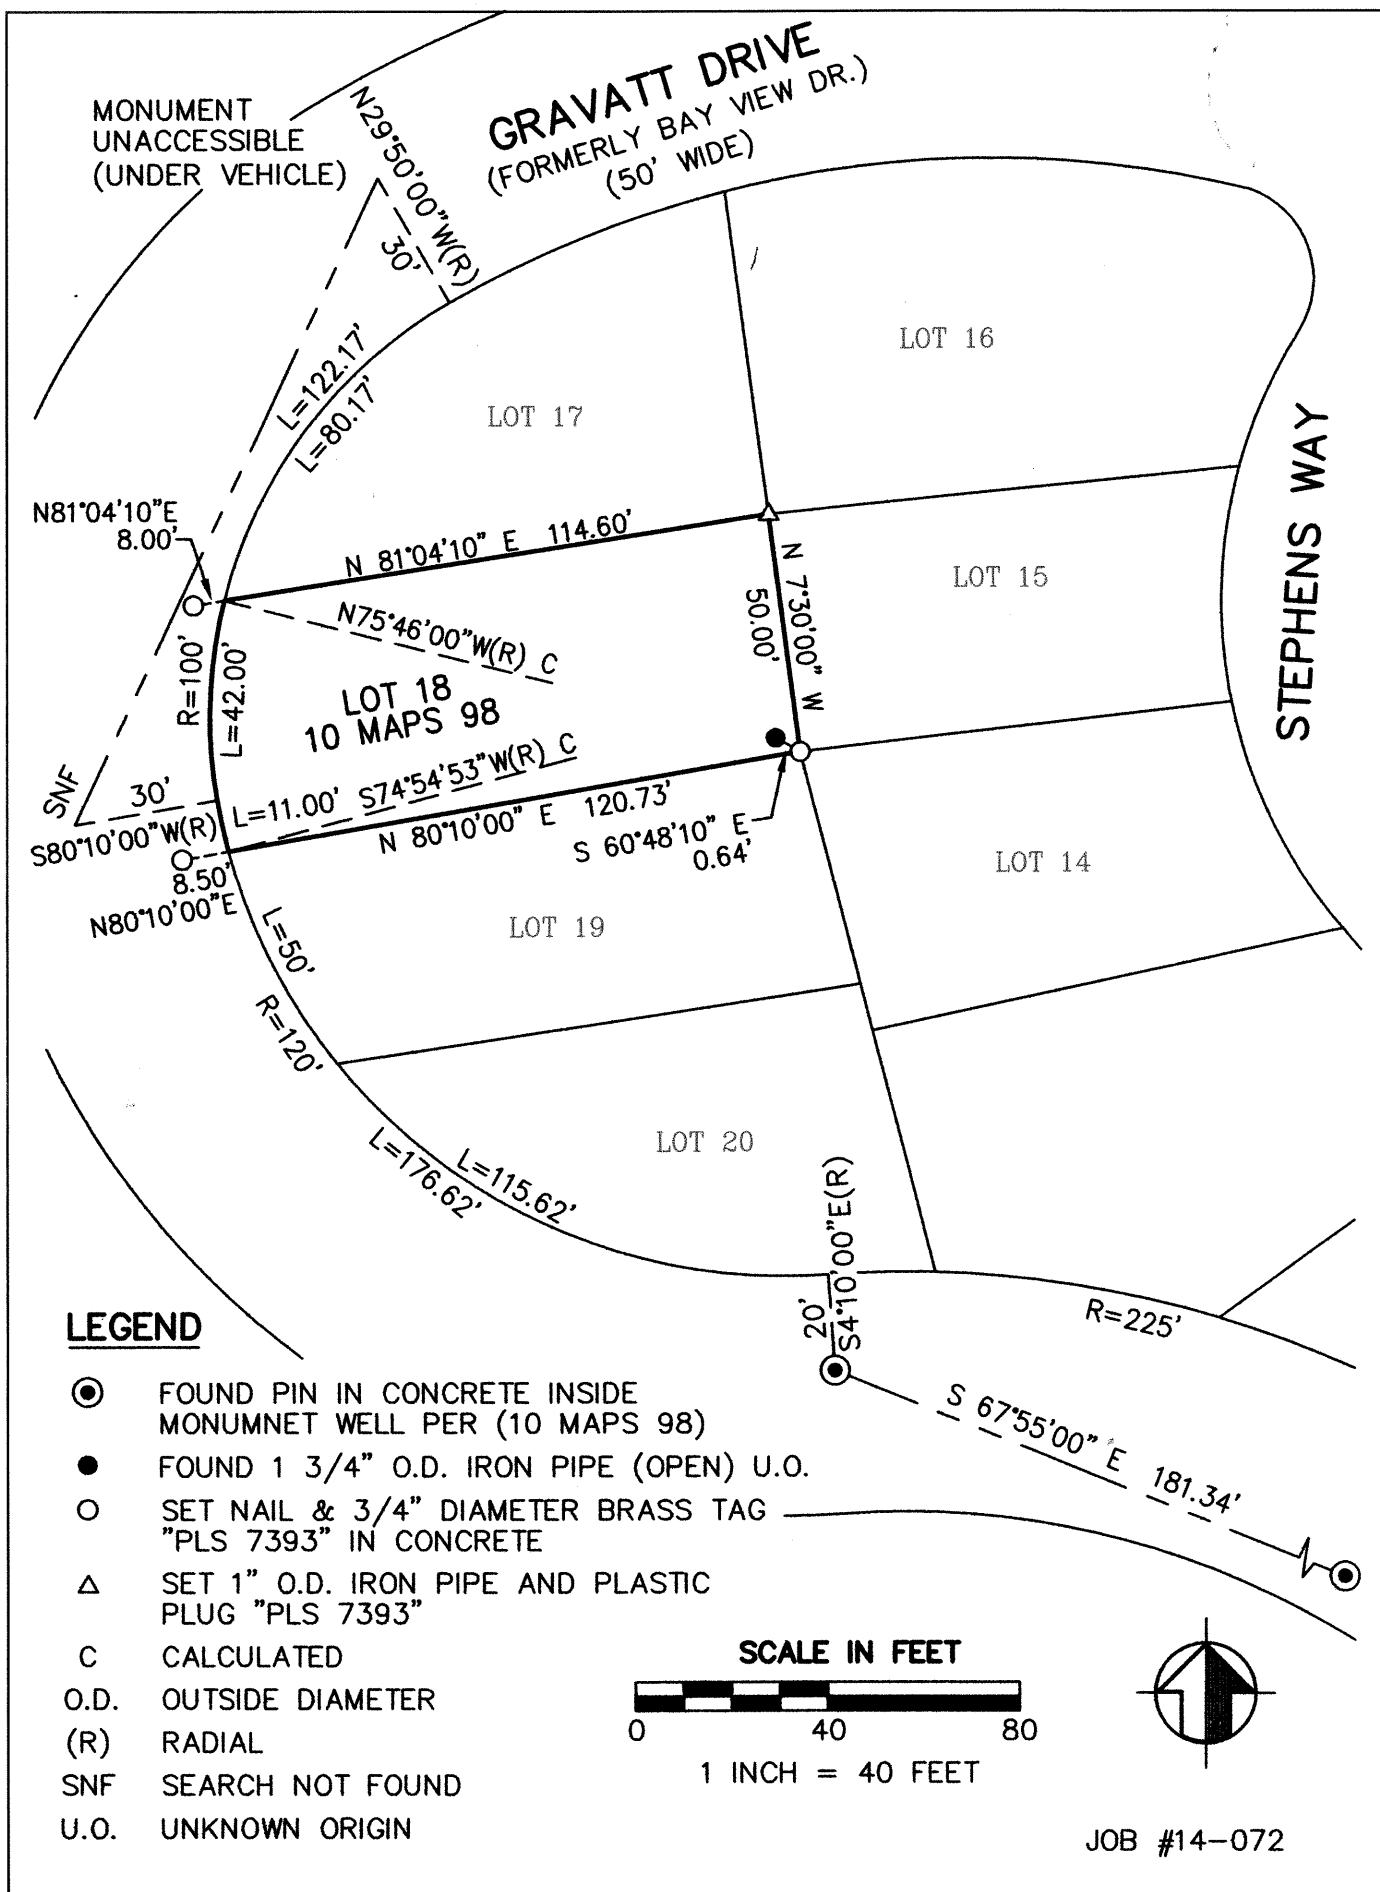 GRAVATT DRIVE
(FORMERLY BAY VIEW DR.)
(50' WIDE)
MONUMENT
UNACCESSIBLE
(UNDER VEHICLE)
N29°50'00"W(R)
30'
LOT 16
LOT 17
L=122.17'
L=80.17'
STEPHENS WAY
N81°04'10"E
8.00'
N 81°04'10" E 114.60'
N 7°30'00" W
50.00'
LOT 15
N75°46'00"W(R) C
R=100'
L=42.00'
LOT 18
10 MAPS 98
SNF
30'
S80°10'00"W(R)
L=11.00' S74°54'53"W(R) C
N 80°10'00" E 120.73'
S 60°48'10" E
0.64'
8.50'
N80°10'00"E
LOT 14
LOT 19
L=50'
R=120'
LOT 20
L=176.62'
L=115.62'
20'
S4°10'00"E(R)
R=225'
S 67°55'00" E 181.34'
LEGEND
FOUND PIN IN CONCRETE INSIDE
MONUMNET WELL PER (10 MAPS 98)
FOUND 1 3/4" O.D. IRON PIPE (OPEN) U.O.
SET NAIL & 3/4" DIAMETER BRASS TAG
"PLS 7393" IN CONCRETE
SET 1" O.D. IRON PIPE AND PLASTIC
PLUG "PLS 7393"
C CALCULATED
O.D. OUTSIDE DIAMETER
(R) RADIAL
SNF SEARCH NOT FOUND
U.O. UNKNOWN ORIGIN
SCALE IN FEET
0 40 80
1 INCH = 40 FEET
JOB #14-072